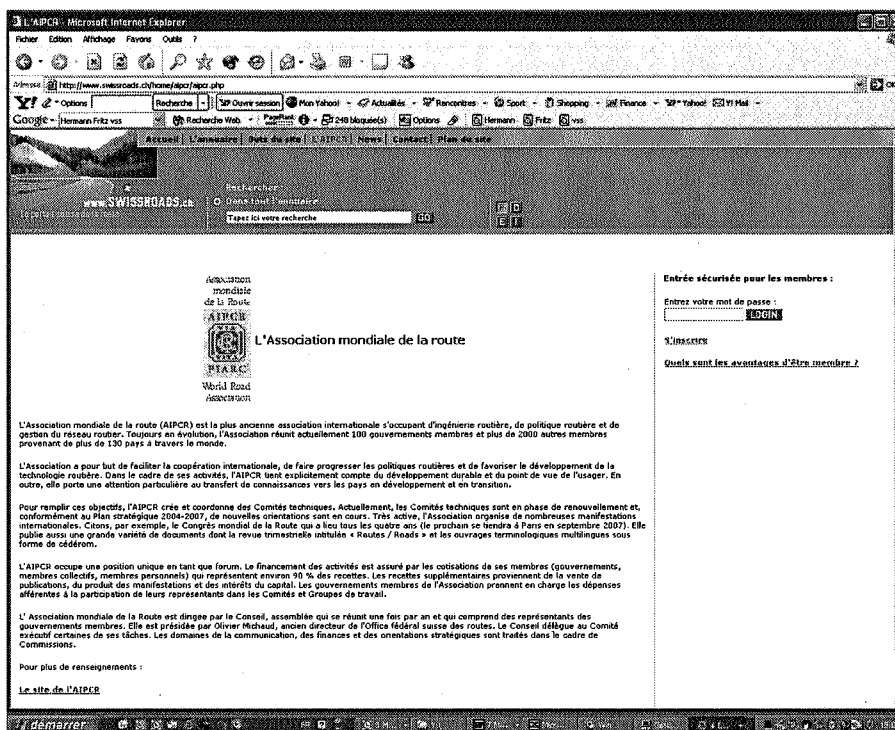 L'AIPCR - Microsoft Internet Explorer
Fichier Edition Affichage Favoris Outils ?
Adresse http://www.swissroads.ch/home/aipcr/aipcr.php OK
Y! Options Recherche Ouvrir session Mon Yahoo! Actualités Rencontres Sport Shopping Finance Yahoo! Y! Mail
Google Hermann Fritz vss Recherche Web PageRank 248 bloquée(s) Options Hermann Fritz vss
Accueil | L'annuaire | Buts du site | L'AIPCR | News | Contact | Plan du site
Rechercher
Dans tout l'annuaire
www.SWISSROADS.ch
Tapez ici votre recherche GO
F D
E I
Association
mondiale
de la Route
AIPCR
PIARC
World Road
Association
L'Association mondiale de la route
L'Association mondiale de la route (AIPCR) est la plus ancienne association internationale s'occupant d'ingénierie routière, de politique routière et de
gestion du réseau routier. Toujours en évolution, l'Association réunit actuellement 100 gouvernements membres et plus de 2000 autres membres
provenant de plus de 130 pays à travers le monde.
L'Association a pour but de faciliter la coopération internationale, de faire progresser les politiques routières et de favoriser le développement de la
technologie routière. Dans le cadre de ses activités, l'AIPCR tient explicitement compte du développement durable et du point de vue de l'usager. En
outre, elle porte une attention particulière au transfert de connaissances vers les pays en développement et en transition.
Pour remplir ces objectifs, l'AIPCR crée et coordonne des Comités techniques. Actuellement, les Comités techniques sont en phase de renouvellement et,
conformément au Plan stratégique 2004-2007, de nouvelles orientations sont en cours. Très active, l'Association organise de nombreuses manifestations
internationales. Citons, par exemple, le Congrès mondial de la Route qui a lieu tous les quatre ans (le prochain se tiendra à Paris en septembre 2007). Elle
publie aussi une grande variété de documents dont la revue trimestrielle intitulée « Routes / Roads » et les ouvrages terminologiques multilingues sous
forme de cédérom.
L'AIPCR occupe une position unique en tant que forum. Le financement des activités est assuré par les cotisations de ses membres (gouvernements,
membres collectifs, membres personnels) qui représentent environ 90 % des recettes. Les recettes supplémentaires proviennent de la vente de
publications, du produit des manifestations et des intérêts du capital. Les gouvernements membres de l'Association prennent en charge les dépenses
afférentes à la participation de leurs représentants dans les Comités et Groupes de travail.
L' Association mondiale de la Route est dirigée par le Conseil, assemblée qui se réunit une fois par an et qui comprend des représentants des
gouvernements membres. Elle est présidée par Olivier Michaud, ancien directeur de l'Office fédéral suisse des routes. Le Conseil délègue au Comité
exécutif certaines de ses tâches. Les domaines de la communication, des finances et des orientations stratégiques sont traités dans le cadre de
Commissions.
Pour plus de renseignements :
Le site de l'AIPCR
Entrée sécurisée pour les membres :
Entrez votre mot de passe :
LOGIN
S'inscrire
Quels sont les avantages d'être membre ?
démarrer